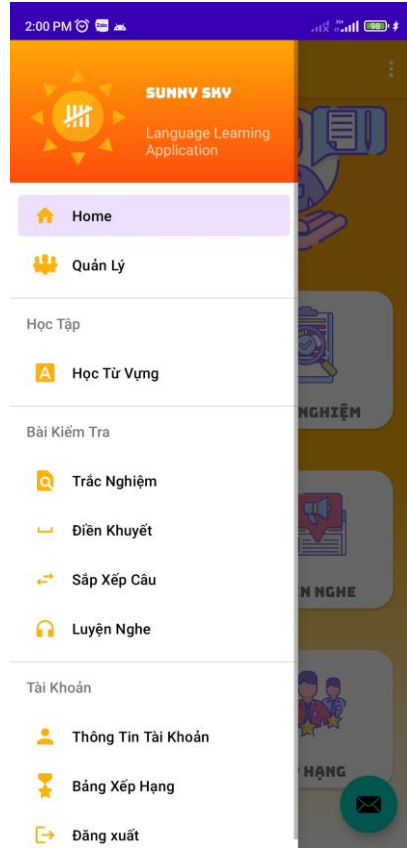 2:00 PM
Zalo
H+
98
SUNNY SKY
Language Learning
Application
Home
Quản Lý
Học Tập
Học Từ Vựng
Bài Kiểm Tra
NGHIỆM
Trắc Nghiệm
Điền Khuyết
Sắp Xếp Câu
N NGHE
Luyện Nghe
Tài Khoản
Thông Tin Tài Khoản
HẠNG
Bảng Xếp Hạng
Đăng xuất